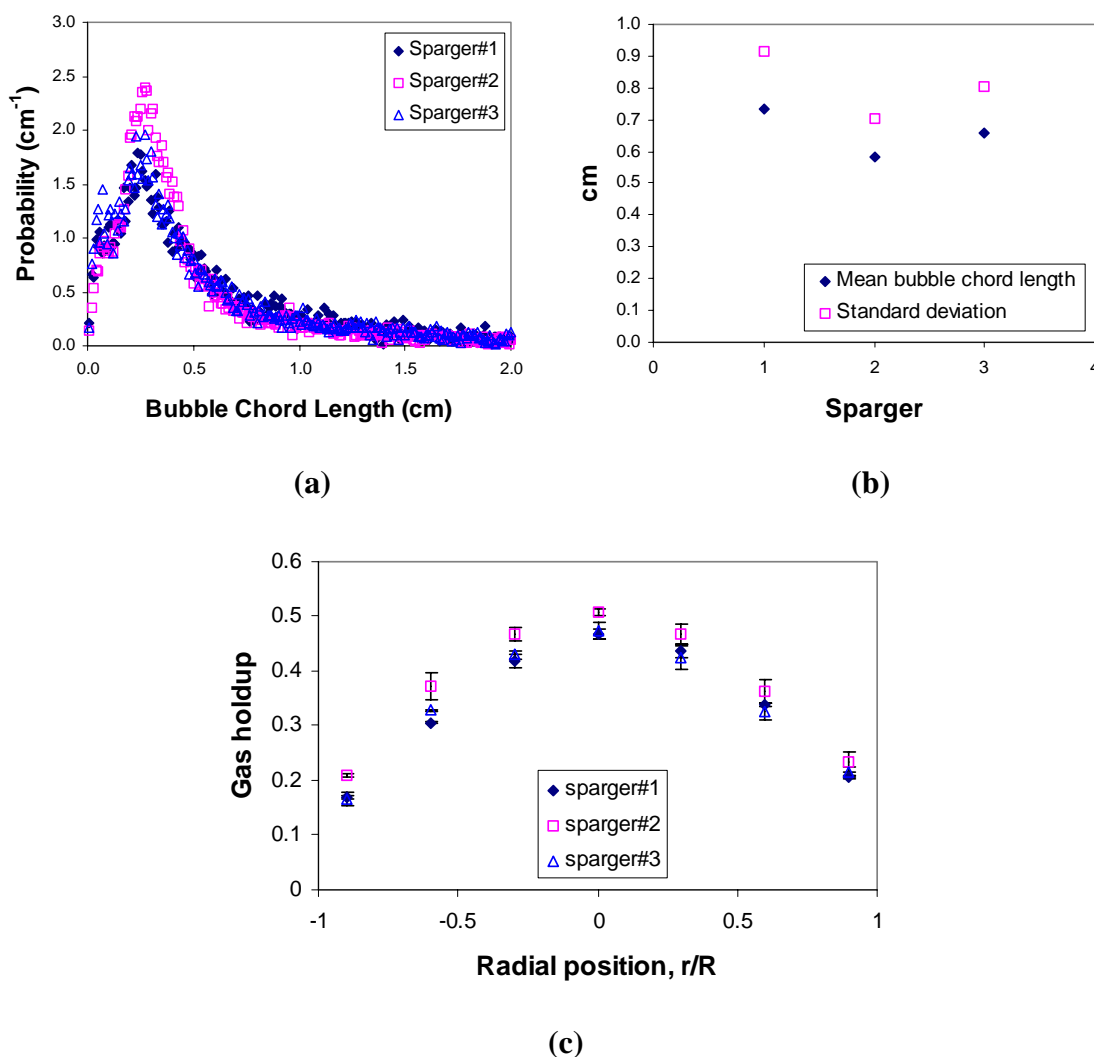 3.0
2.5
2.0
1.5
1.0
0.5
0.0
Probability (cm-1)
Sparger#1
Sparger#2
Sparger#3
0.0 0.5 1.0 1.5 2.0
Bubble Chord Length (cm)
(a)
1.0
0.9
0.8
0.7
0.6
0.5
0.4
0.3
0.2
0.1
0.0
cm
Mean bubble chord length
Standard deviation
0 1 2 3 4
Sparger
(b)
0.6
0.5
0.4
0.3
0.2
0.1
0
Gas holdup
sparger#1
sparger#2
sparger#3
-1 -0.5 0 0.5 1
Radial position, r/R
(c)